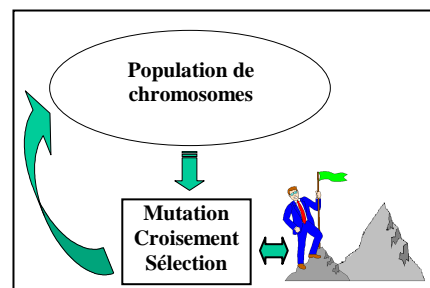 Population de
chromosomes
Mutation
Croisement
Sélection